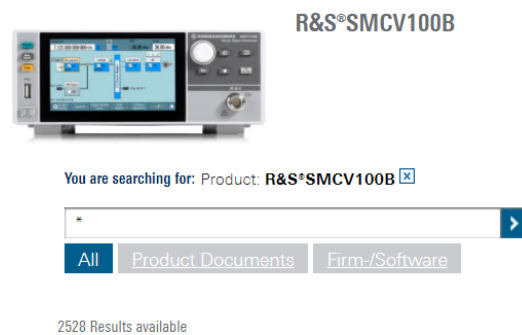 R&S®SMCV100B
You are searching for: Product: R&S®SMCV100B
*
All Product Documents Firm-/Software
2528 Results available